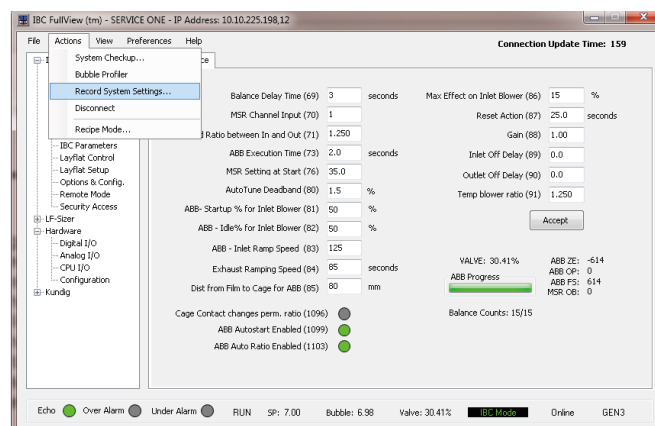 IBC FullView (tm) - SERVICE ONE - IP Address: 10.10.225.198,12
File Actions View Preferences Help
Connection Update Time: 159
System Checkup...
Bubble Profiler
Record System Settings...
Disconnect
Recipe Mode...
IBC Parameters
Layflat Control
Layflat Setup
Options & Config.
Remote Mode
Security Access
LF-Sizer
Hardware
Digital I/O
Analog I/O
CPU I/O
Configuration
Kundig
Balance Delay Time (69) 3 seconds
MSR Channel Input (70) 1
Ratio between In and Out (71) 1.250
ABB Execution Time (73) 2.0 seconds
MSR Setting at Start (76) 35.0
AutoTune Deadband (80) 1.5 %
ABB- Startup % for Inlet Blower (81) 50 %
ABB - Idle% for Inlet Blower (82) 50 %
ABB - Inlet Ramp Speed (83) 125
Exhaust Ramping Speed (84) 85 seconds
Dist from Film to Cage for ABB (85) 80 mm
Cage Contact changes perm. ratio (1096)
ABB Autostart Enabled (1099)
ABB Auto Ratio Enabled (1103)
Max Effect on Inlet Blower (86) 15 %
Reset Action (87) 25.0 seconds
Gain (88) 1.00
Inlet Off Delay (89) 0.0
Outlet Off Delay (90) 0.0
Temp blower ratio (91) 1.250
Accept
VALVE: 30.41%
ABB Progress
ABB ZE: -614
ABB OP: 0
ABB FS: 614
MSR OB: 0
Balance Counts: 15/15
Echo Over Alarm Under Alarm RUN SP: 7.00 Bubble: 6.98 Valve: 30.41% IBC Mode Online GEN3